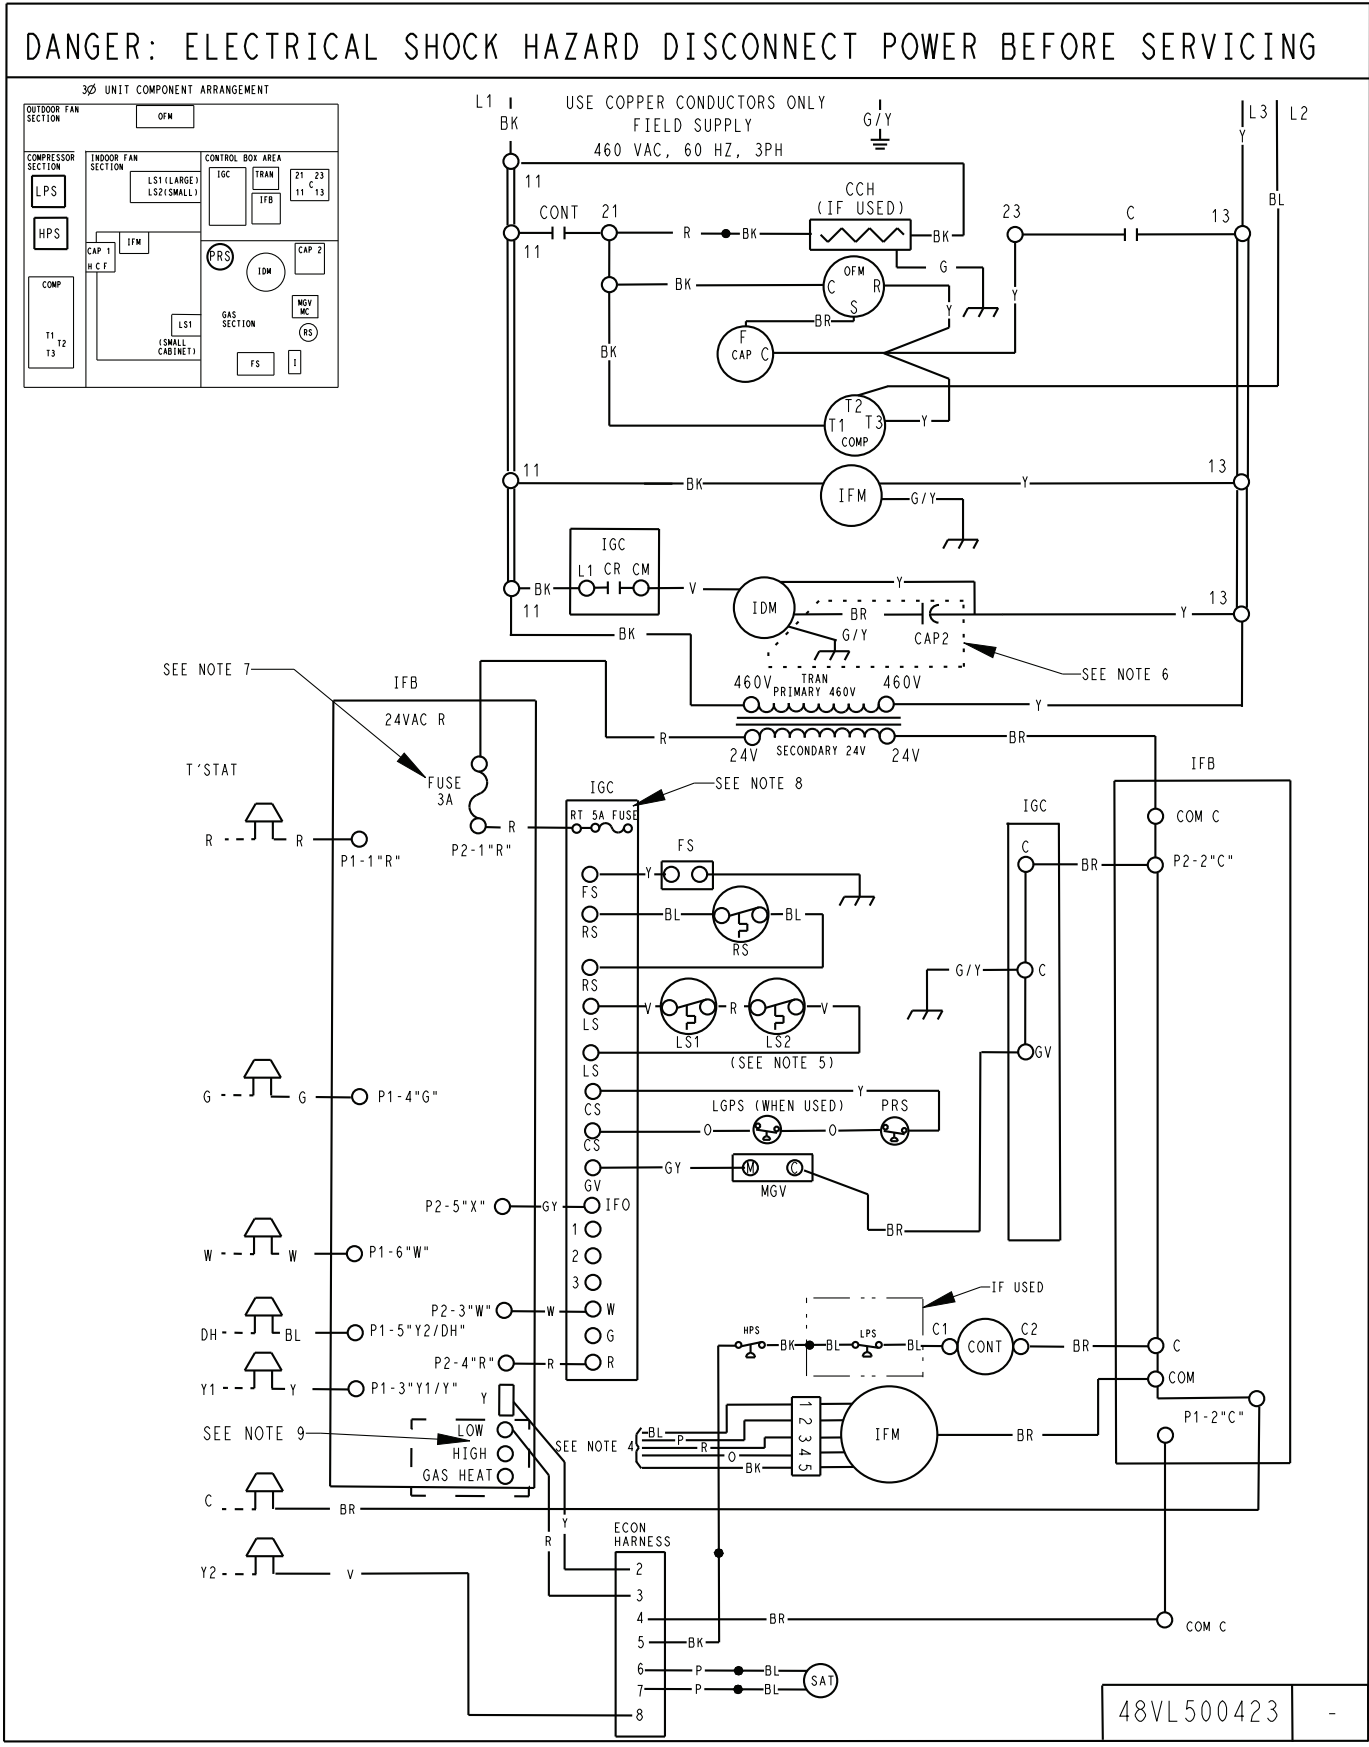 DANGER: ELECTRICAL SHOCK HAZARD DISCONNECT POWER BEFORE SERVICING
3Ø UNIT COMPONENT ARRANGEMENT
OUTDOOR FAN
SECTION
OFM
COMPRESSOR
SECTION
INDOOR FAN
SECTION
CONTROL BOX AREA
LPS
LS1(LARGE)
LS2(SMALL)
IGC
TRAN
IFB
21 23
C
11 13
HPS
CAP 1
H C F
IFM
PRS
IDM
CAP 2
COMP
T1
T2
T3
MGV
MC
LS1
GAS
SECTION
RS
(SMALL
CABINET)
FS
I
L1
BK
USE COPPER CONDUCTORS ONLY
FIELD SUPPLY
460 VAC, 60 HZ, 3PH
G/Y
L3
L2
Y
BL
11
CCH
(IF USED)
CONT
21
R
BK
BK
23
C
13
11
G
OFM
C
R
S
BK
Y
Y
BR
F
CAP C
BK
T2
T1
T3
COMP
Y
11
BK
IFM
G/Y
Y
13
IGC
L1 CR CM
BK
11
V
IDM
Y
BR
G/Y
CAP2
Y
13
BK
SEE NOTE 6
SEE NOTE 7
IFB
24VAC R
460V
TRAN
PRIMARY 460V
460V
Y
R
24V
SECONDARY 24V
24V
BR
IFB
T'STAT
FUSE
3A
IGC
SEE NOTE 8
RT 5A FUSE
IGC
COM C
R
R
P1-1"R"
P2-1"R"
R
C
BR
P2-2"C"
FS
Y
FS
BL
BL
RS
RS
RS
G/Y
C
V
R
V
LS
LS1
LS2
(SEE NOTE 5)
LS
GV
G
G
P1-4"G"
Y
CS
LGPS (WHEN USED)
PRS
O
O
CS
GY
M
C
MGV
GV
BR
P2-5"X"
GY
IFO
1
2
3
W
W
P1-6"W"
P2-3"W"
W
W
IF USED
DH
BL
P1-5"Y2/DH"
G
HPS
BK
BL
LPS
BL
C1
CONT
C2
BR
C
P2-4"R"
R
R
COM
Y1
Y
P1-3"Y1/Y"
Y
P1-2"C"
SEE NOTE 9
LOW
HIGH
GAS HEAT
SEE NOTE 4
BL
P
R
O
BK
1
2
3
4
5
IFM
BR
C
BR
Y
R
ECON
HARNESS
Y2
V
2
3
4
BR
COM C
5
BK
6
P
BL
7
P
BL
SAT
8
48VL500423
-